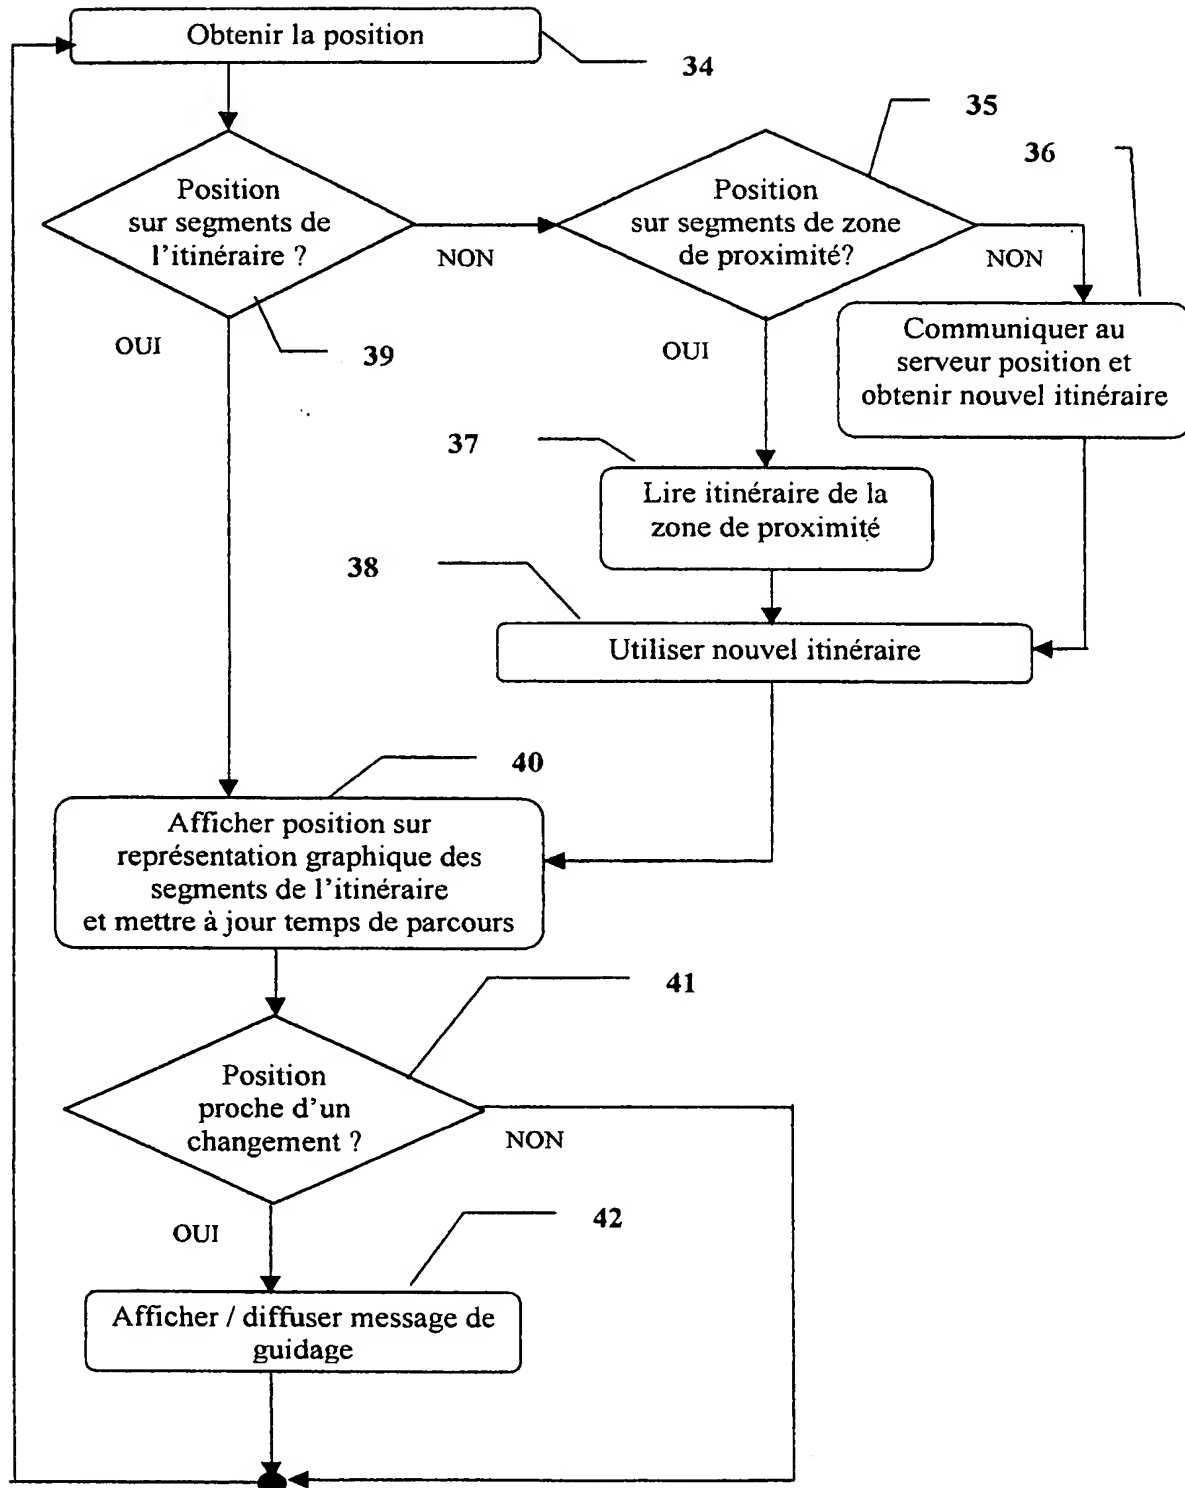 Obtenir la position
34
35
36
Position
sur segments de
l'itinéraire ?
NON
Position
sur segments de zone
de proximité?
NON
OUI
39
OUI
Communiquer au
serveur position et
obtenir nouvel itinéraire
37
Lire itinéraire de la
zone de proximité
38
Utiliser nouvel itinéraire
40
Afficher position sur
représentation graphique des
segments de l'itinéraire
et mettre à jour temps de parcours
41
Position
proche d'un
changement ?
NON
OUI
42
Afficher / diffuser message de
guidage